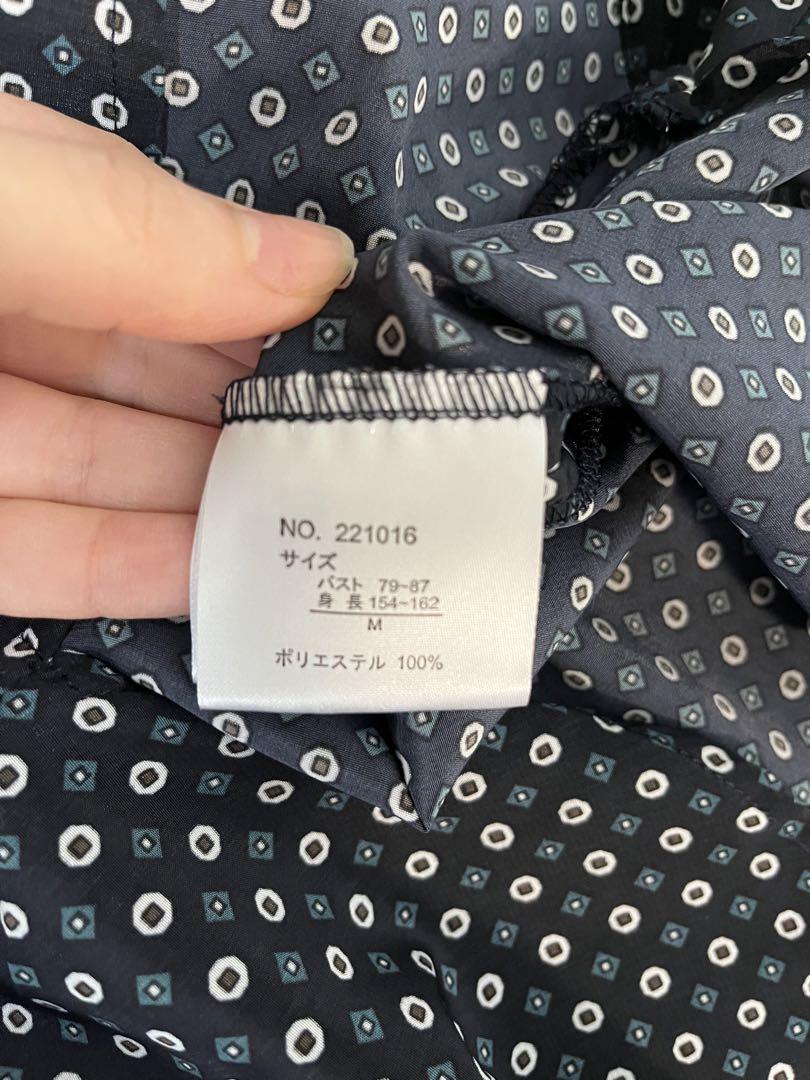 NO. 221016
サイズ
バスト 79~87
身 長 154~162
M
ポリエステル 100%